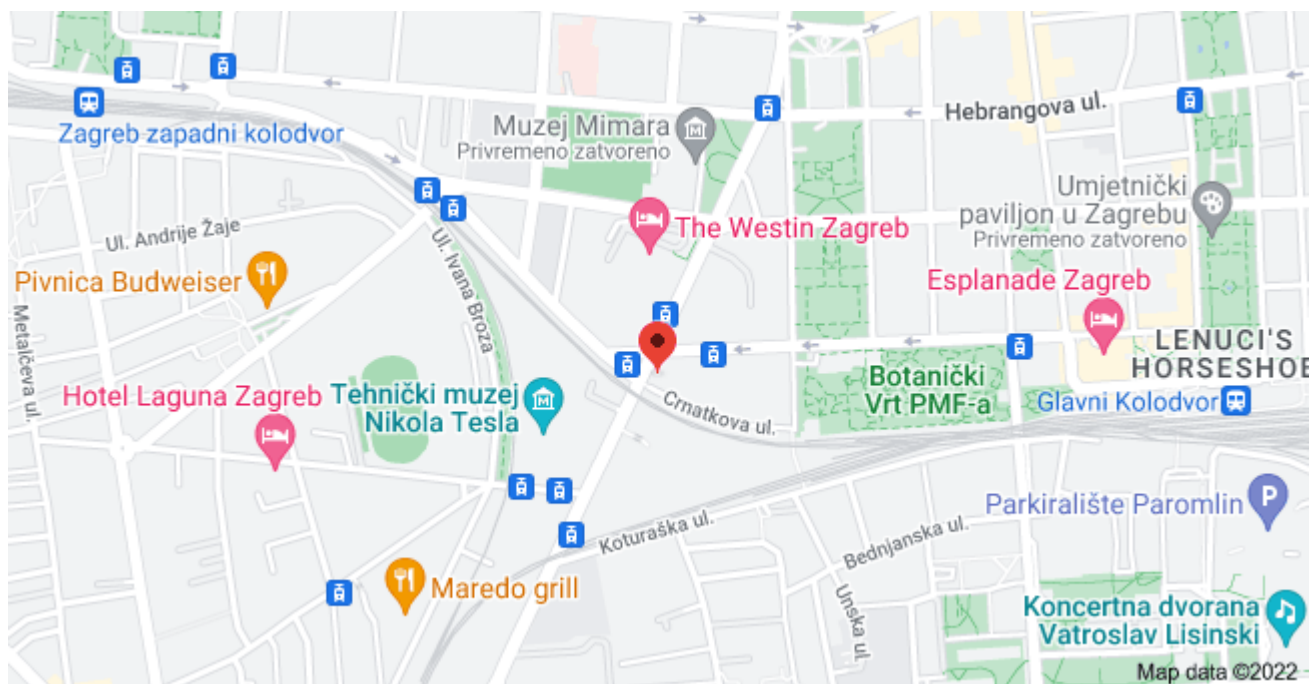 Hebrangova ul.
Zagreb zapadni kolodvor
Muzej Mimara
Privremeno zatvoreno
Umjetnički
paviljon u Zagrebu
Privremeno zatvoreno
Ul. Andrije Žaje
The Westin Zagreb
Pivnica Budweiser
Ul. Ivana Broza
Esplanade Zagreb
Metalčeva ul.
LENUCI'S
HORSESHOE
Hotel Laguna Zagreb
Tehnički muzej
Nikola Tesla
Crnatkova ul.
Botanički
Vrt PMF-a
Glavni Kolodvor
Parkiralište Paromlin
P
Koturaška ul.
Bednjanska ul.
Maredo grill
Unska ul.
Koncertna dvorana
Vatroslav Lisinski
Map data ©2022